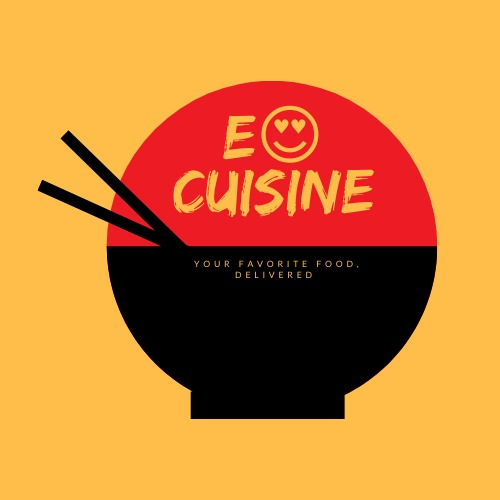 E😍
CUISINE
YOUR FAVORITE FOOD,
DELIVERED